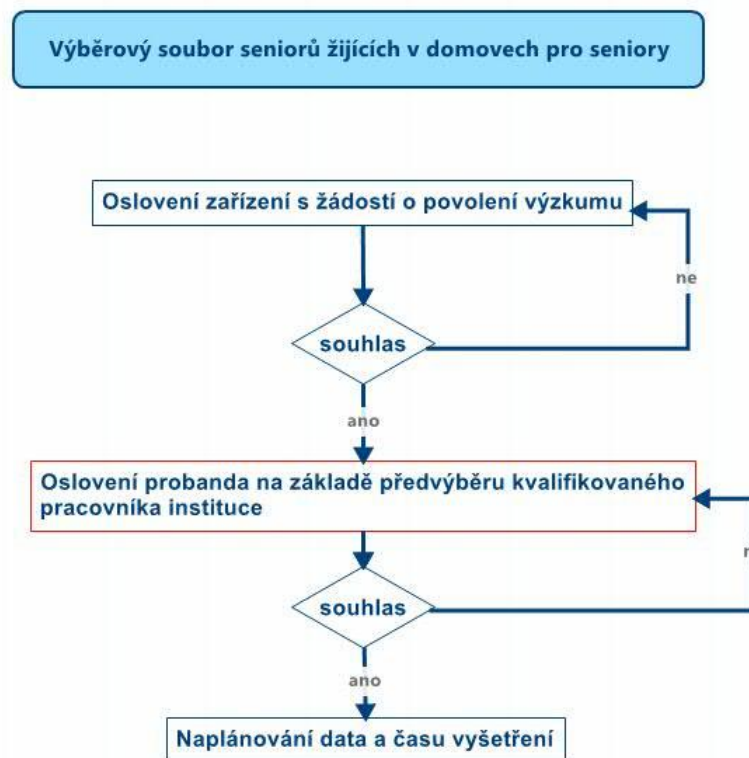 Výběrový soubor seniorů žijících v domovech pro seniory
Oslovení zařízení s žádostí o povolení výzkumu
ne
souhlas
ano
Oslovení probanda na základě předvýběru kvalifikovaného
pracovníka instituce
souhlas
ano
Naplánování data a času vyšetření